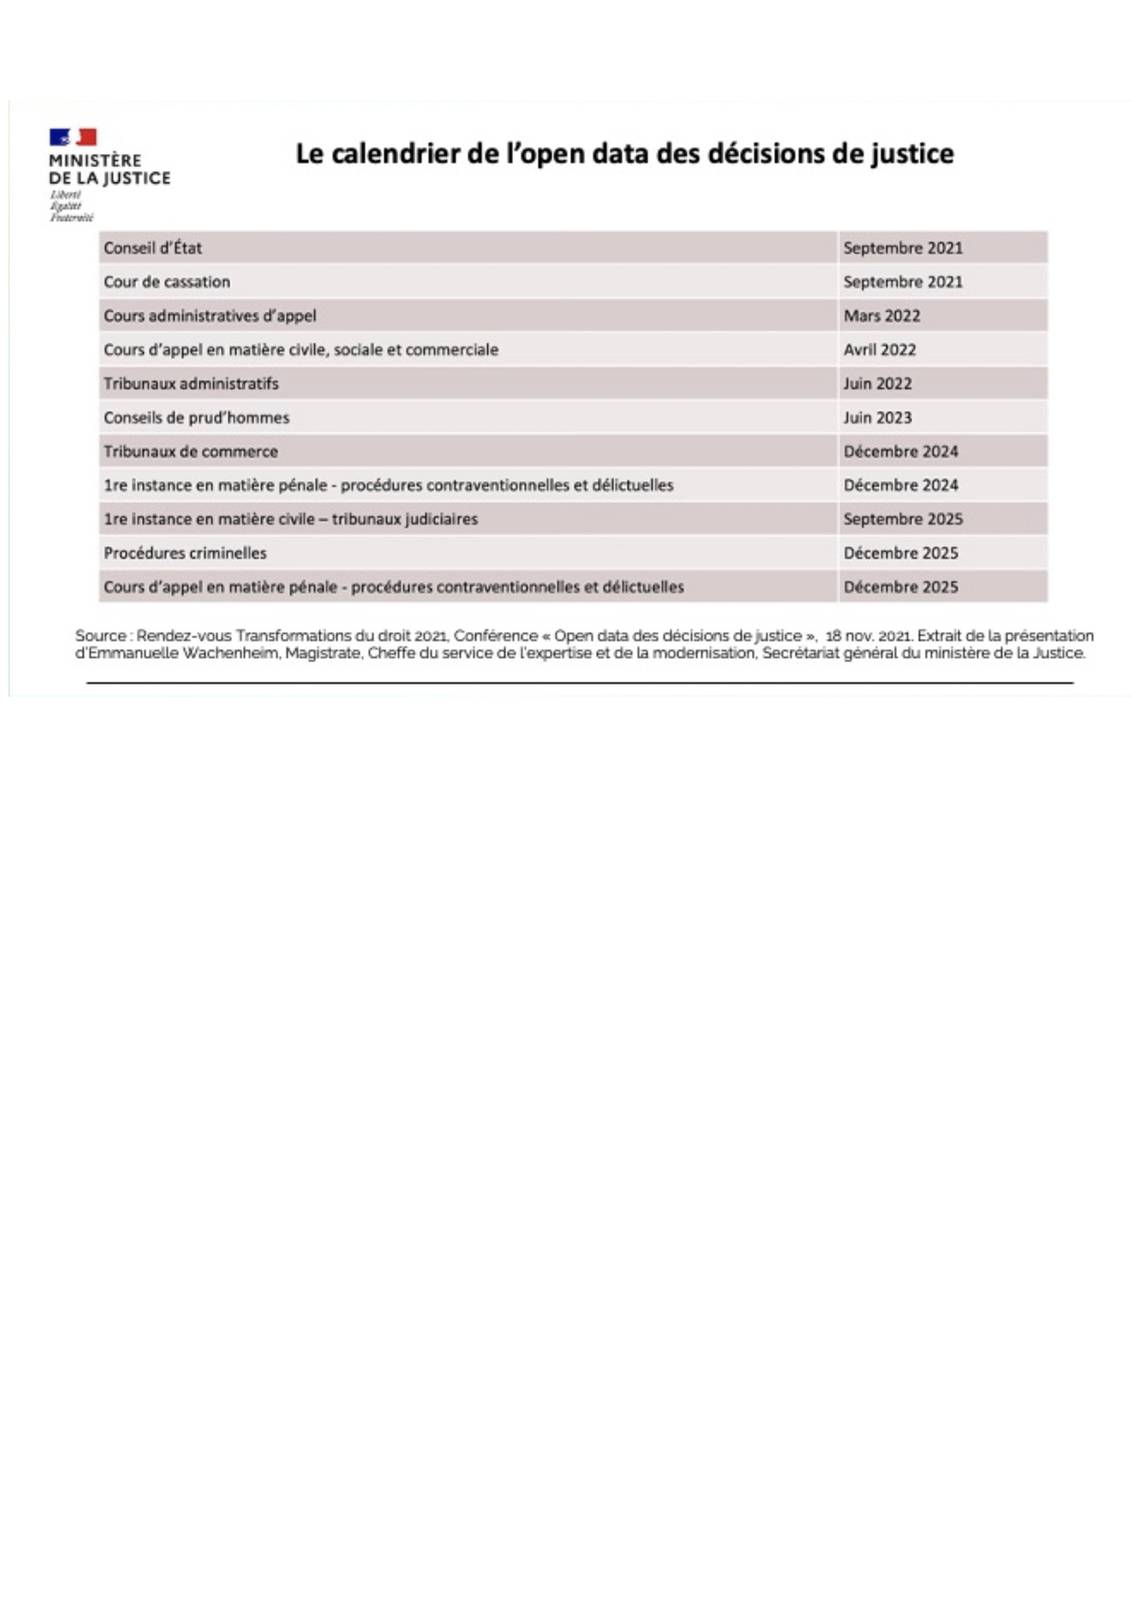 MINISTÈRE
DE LA JUSTICE
Liberté
Égalité
Fraternité
Le calendrier de l’open data des décisions de justice
Conseil d’État Septembre 2021
Cour de cassation Septembre 2021
Cours administratives d’appel Mars 2022
Cours d’appel en matière civile, sociale et commerciale Avril 2022
Tribunaux administratifs Juin 2022
Conseils de prud’hommes Juin 2023
Tribunaux de commerce Décembre 2024
1re instance en matière pénale - procédures contraventionnelles et délictuelles Décembre 2024
1re instance en matière civile – tribunaux judiciaires Septembre 2025
Procédures criminelles Décembre 2025
Cours d’appel en matière pénale - procédures contraventionnelles et délictuelles Décembre 2025
Source : Rendez-vous Transformations du droit 2021, Conférence « Open data des décisions de justice », 18 nov. 2021. Extrait de la présentation
d’Emmanuelle Wachenheim, Magistrate, Cheffe du service de l’expertise et de la modernisation, Secrétariat général du ministère de la Justice.